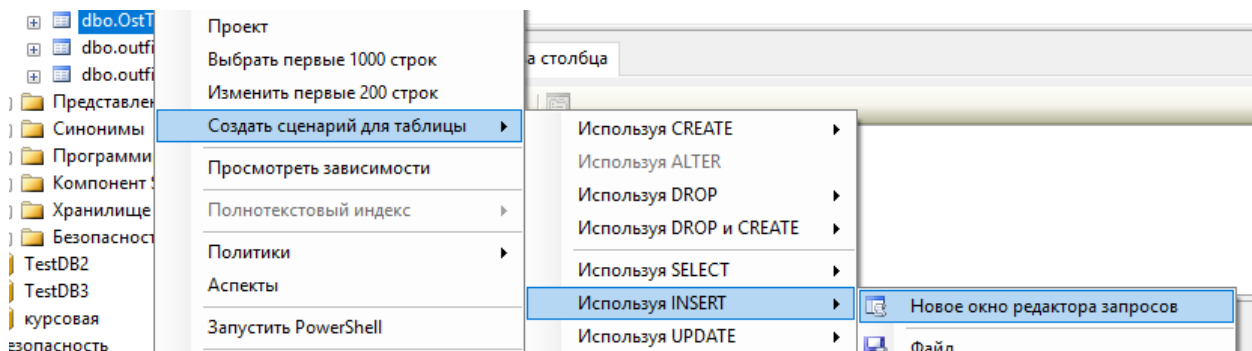 dbo.OstT
dbo.outfi
dbo.outfi
Представлен
Синонимы
Программи
Компонент S
Хранилище
Безопасност
TestDB2
TestDB3
курсовая
езопасность
Проект
Выбрать первые 1000 строк
Изменить первые 200 строк
Создать сценарий для таблицы
Просмотреть зависимости
Полнотекстовый индекс
Политики
Аспекты
Запустить PowerShell
а столбца
Используя CREATE
Используя ALTER
Используя DROP
Используя DROP и CREATE
Используя SELECT
Используя INSERT
Используя UPDATE
Новое окно редактора запросов
Файл